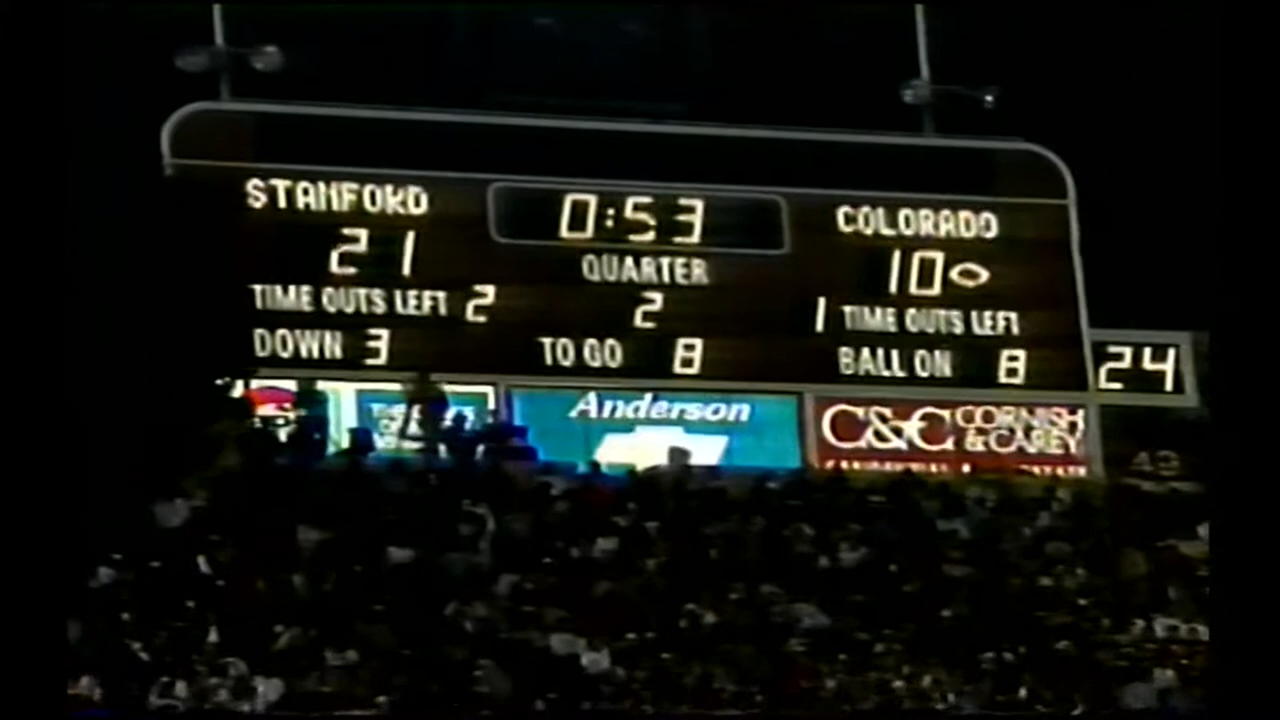 STANFORD 0:53 COLORADO
21 QUARTER 10
TIME OUTS LEFT 2 2 1 TIME OUTS LEFT
DOWN 3 TO GO 8 BALL ON 8
24
Anderson
C&C CORNISH & CAREY